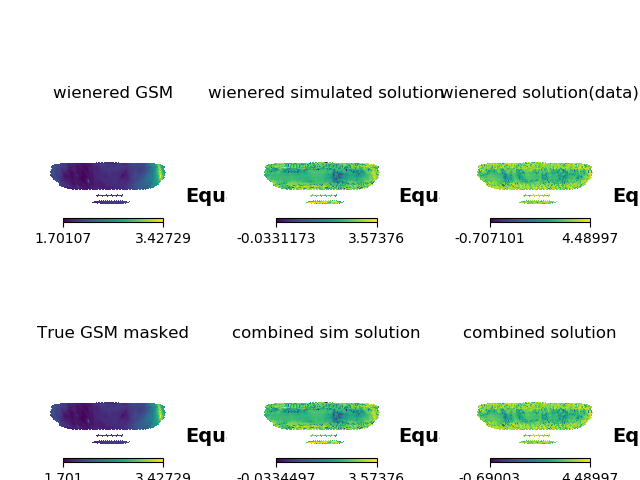 wienered GSM
wienered simulated solution
wienered solution(data)
Equ
Equ
Eq
1.70107 3.42729
-0.0331173 3.57376
-0.707101 4.48997
True GSM masked
combined sim solution
combined solution
Equ
Equ
Eq
1.701 3.42729
-0.0334497 3.57376
-0.69003 4.48997